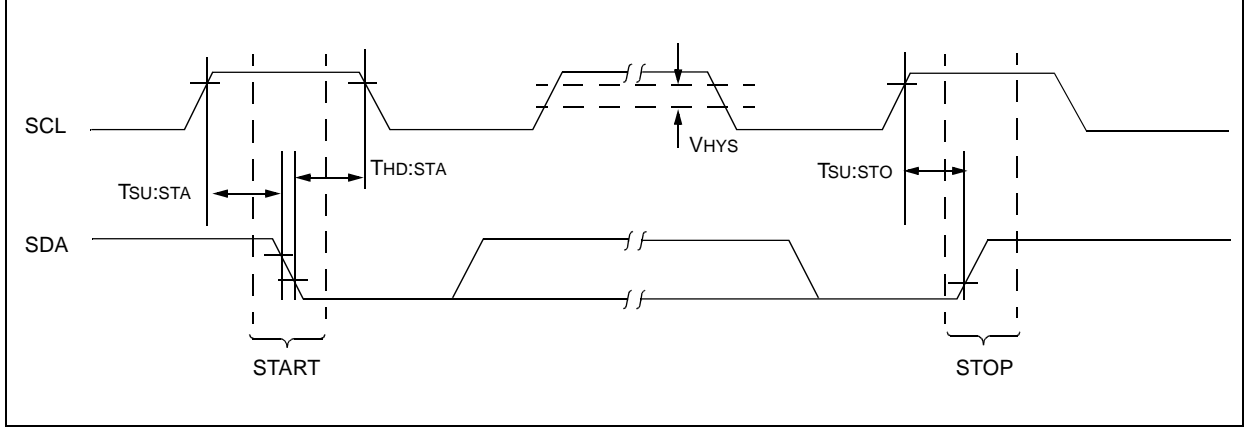 SCL
VHYS
THD:STA
TSU:STA
TSU:STO
SDA
START
STOP